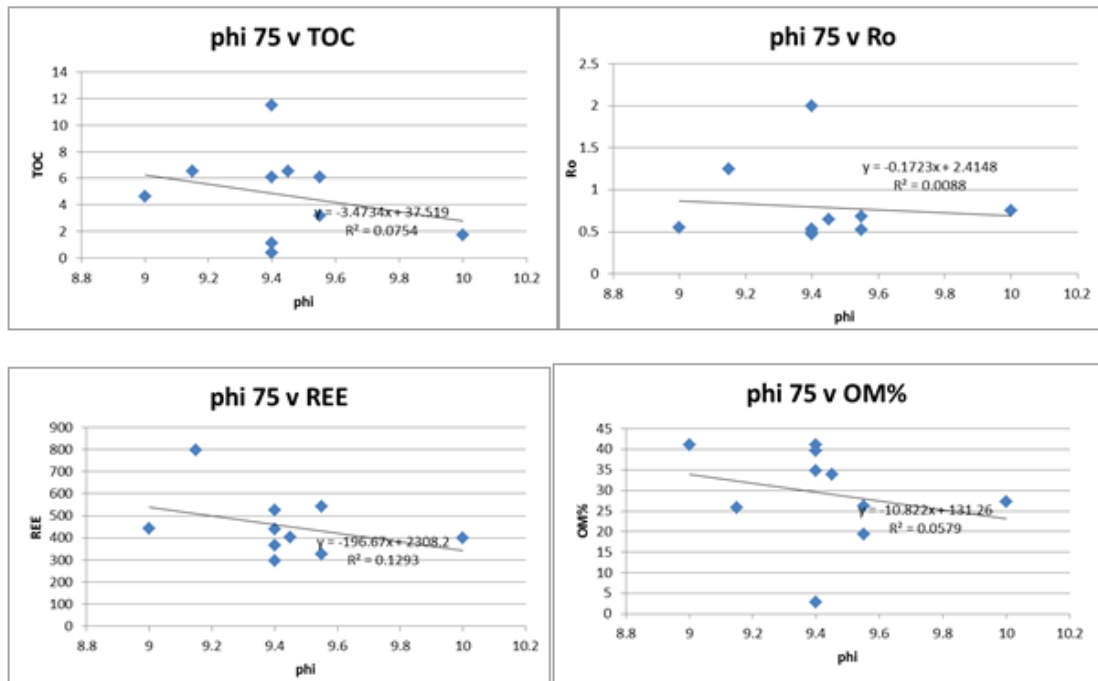 phi 75 v TOC
14
12
10
8
6
4
2
0
TOC
y = -3.4734x + 37.519
R² = 0.0754
8.8 9 9.2 9.4 9.6 9.8 10 10.2
phi
phi 75 v Ro
2.5
2
1.5
1
0.5
0
Ro
y = -0.1723x + 2.4148
R² = 0.0088
8.8 9 9.2 9.4 9.6 9.8 10 10.2
phi
phi 75 v REE
900
800
700
600
500
400
300
200
100
0
REE
y = -196.67x + 2308.2
R² = 0.1293
8.8 9 9.2 9.4 9.6 9.8 10 10.2
phi
phi 75 v OM%
45
40
35
30
25
20
15
10
5
0
OM%
y = -10.822x + 131.26
R² = 0.0579
8.8 9 9.2 9.4 9.6 9.8 10 10.2
phi